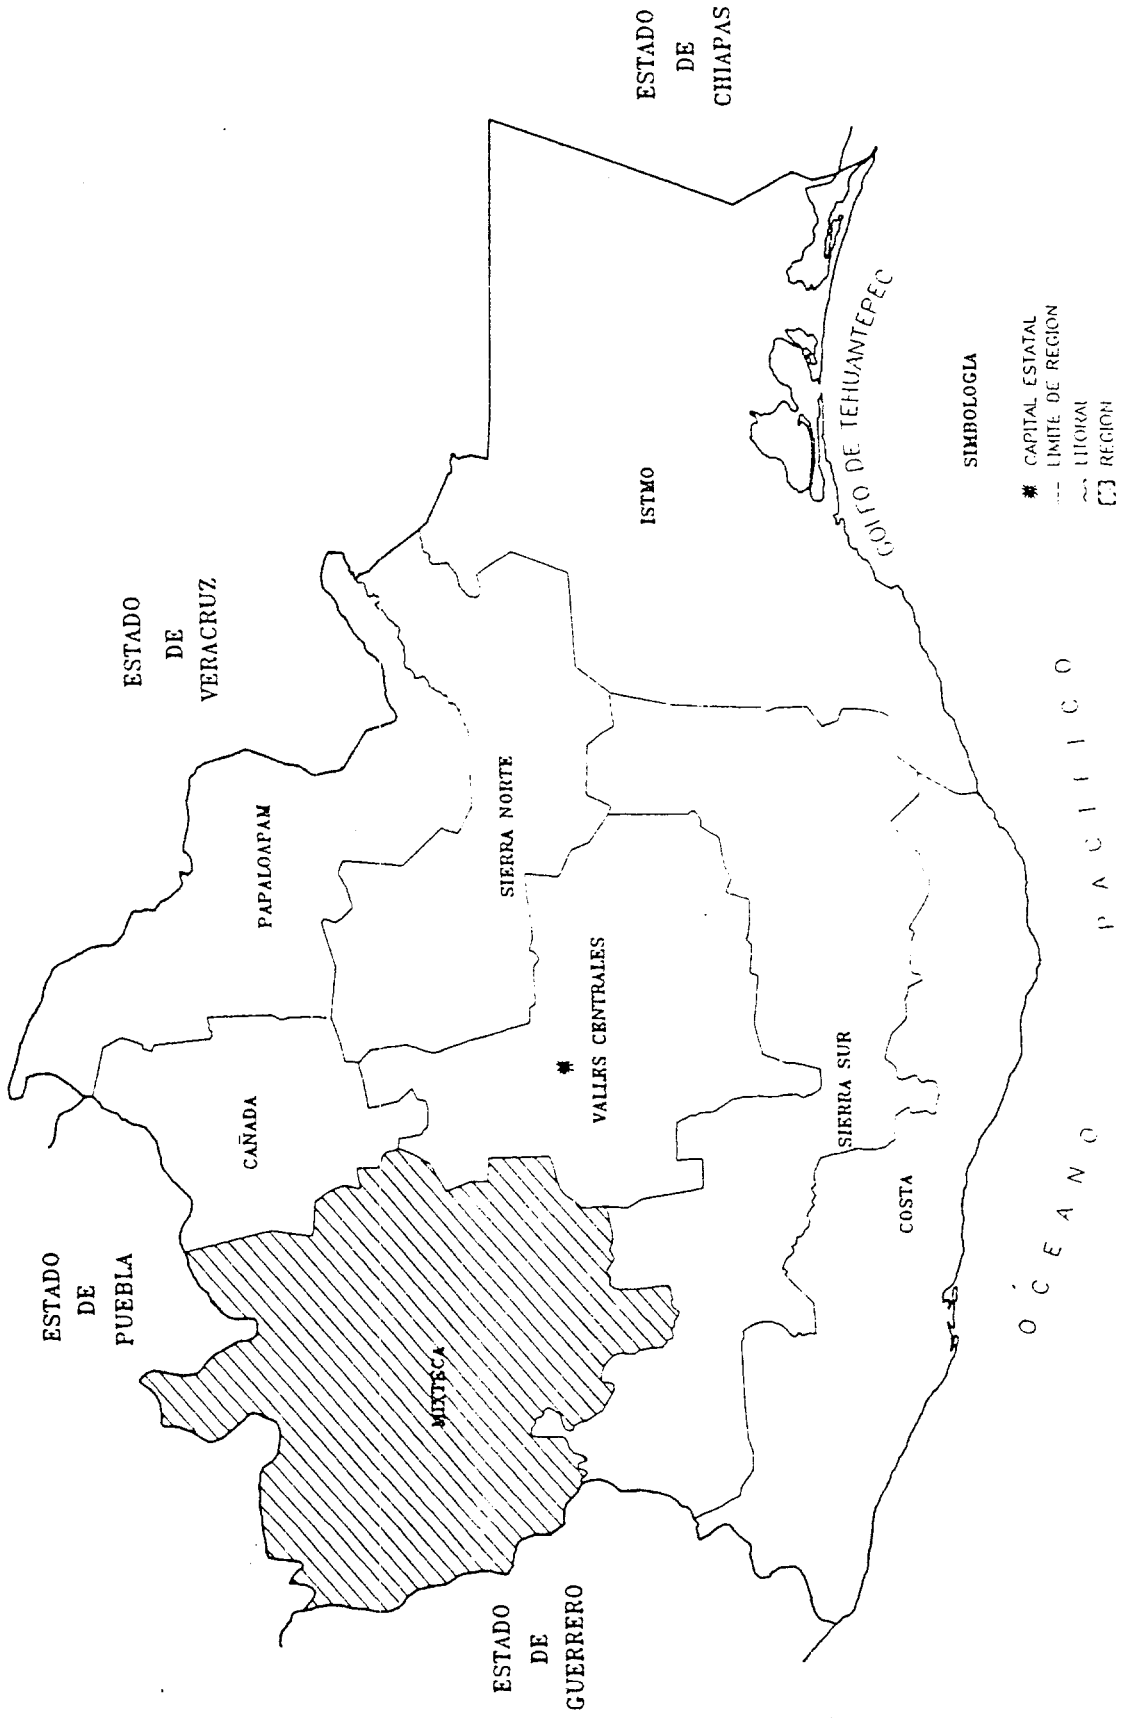 ESTADO
DE
PUEBLA
ESTADO
DE
VERACRUZ
ESTADO
DE
CHIAPAS
ESTADO
DE
GUERRERO
CAÑADA
PAPALOAPAM
MIXTECA
SIERRA NORTE
VALLES CENTRALES
ISTMO
SIERRA SUR
COSTA
GOLFO DE TEHUANTEPEC
OCEANO PACIFICO
SIMBOLOGIA
CAPITAL ESTATAL
LIMITE DE REGION
LITORAL
REGION